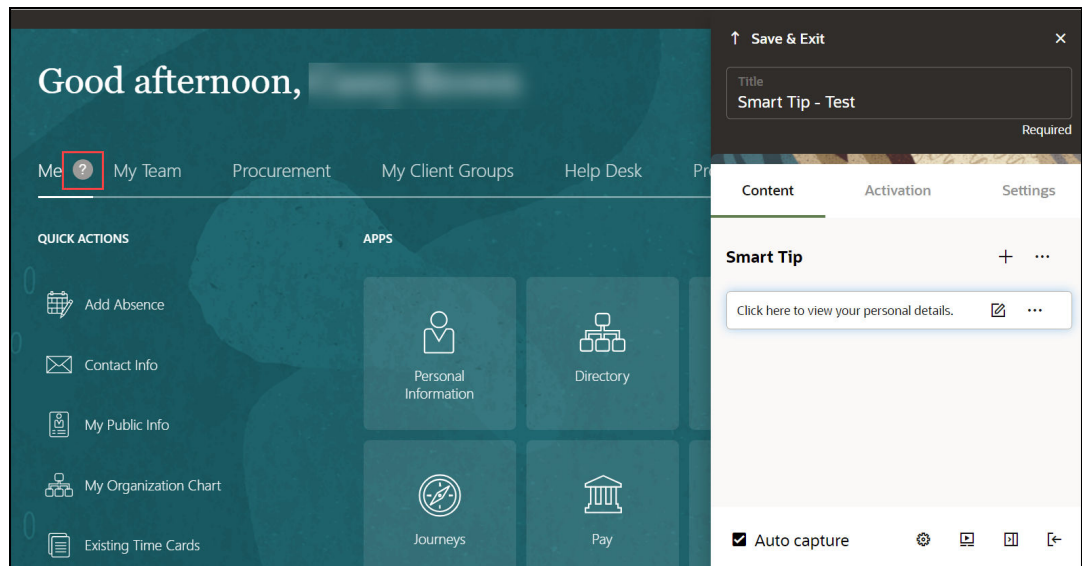 Good afternoon,
Me ? My Team Procurement My Client Groups Help Desk Pr
QUICK ACTIONS
Add Absence
Contact Info
My Public Info
My Organization Chart
Existing Time Cards
APPS
Personal
Information
Directory
Journeys
Pay
Save & Exit
Title
Smart Tip - Test
Required
Content Activation Settings
Smart Tip
Click here to view your personal details.
Auto capture